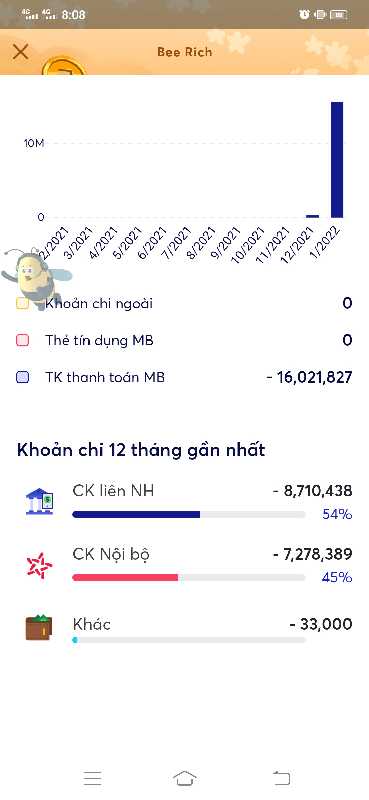 4G 4G 8:08
Bee Rich
10M
0
2/2021 3/2021 4/2021 5/2021 6/2021 7/2021 8/2021 9/2021 10/2021 11/2021 12/2021 1/2022
Khoản chi ngoài 0
Thẻ tín dụng MB 0
TK thanh toán MB - 16,021,827
Khoản chi 12 tháng gần nhất
CK liên NH - 8,710,438
54%
CK Nội bộ - 7,278,389
45%
Khác - 33,000